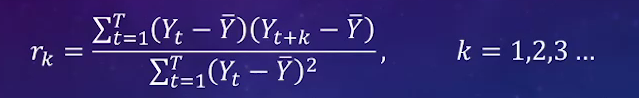 r_k = \frac{\sum_{t=1}^{T}(Y_t - \bar{Y})(Y_{t+k} - \bar{Y})}{\sum_{t=1}^{T}(Y_t - \bar{Y})^2}, k = 1,2,3 ...